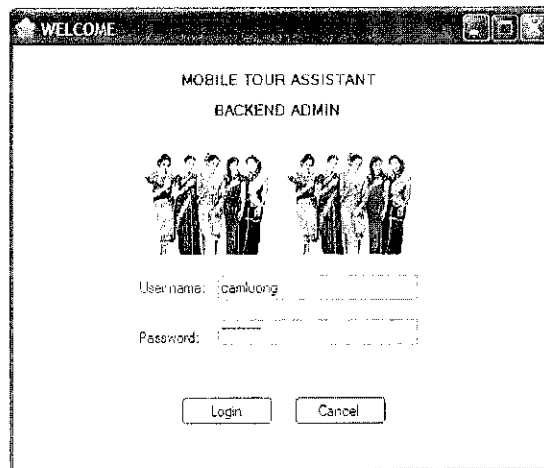 WELCOME
MOBILE TOUR ASSISTANT
BACKEND ADMIN
User name: camluong
Password:
Login Cancel